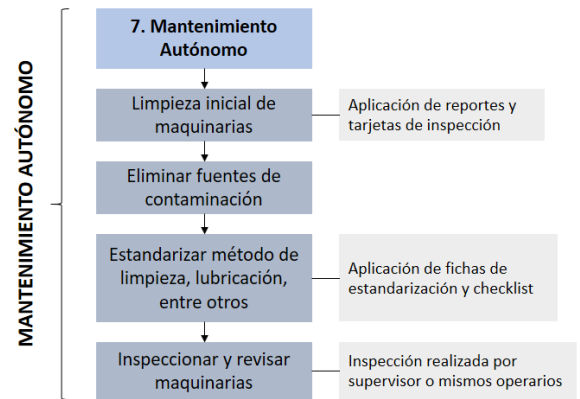 MANTENIMIENTO AUTÓNOMO
7. Mantenimiento
Autónomo
Limpieza inicial de
maquinarias
Aplicación de reportes y
tarjetas de inspección
Eliminar fuentes de
contaminación
Estandarizar método de
limpieza, lubricación,
entre otros
Aplicación de fichas de
estandarización y checklist
Inspeccionar y revisar
maquinarias
Inspección realizada por
supervisor o mismos operarios